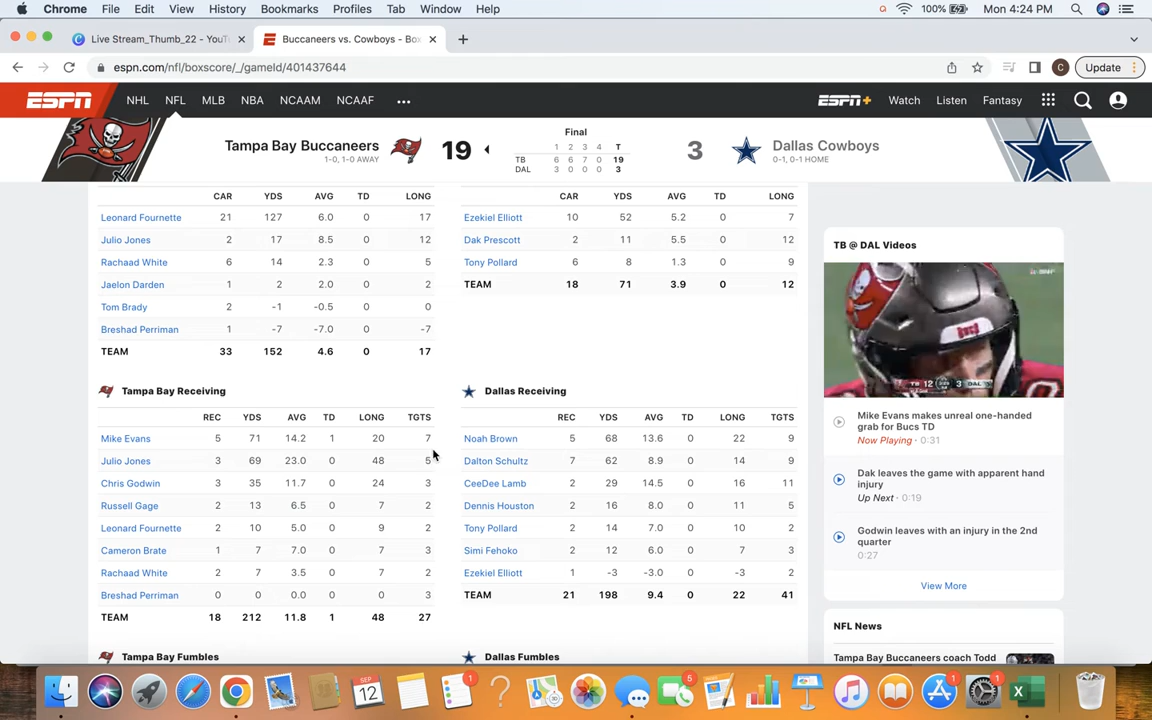 Chrome File Edit View History Bookmarks Profiles Tab Window Help 100% Mon 4:24 PM
Live Stream_Thumb_22 - YouT Buccaneers vs. Cowboys - Box
espn.com/nfl/boxscore/_/gameId/401437644 C Update
ESPN NHL NFL MLB NBA NCAAM NCAAF ESPN+ Watch Listen Fantasy
Tampa Bay Buccaneers 19 Final 3 Dallas Cowboys
1-0, 1-0 AWAY 0-1, 0-1 HOME
1 2 3 4 T
TB 6 6 7 0 19
DAL 3 0 0 0 3
CAR YDS AVG TD LONG
Leonard Fournette 21 127 6.0 0 17
Julio Jones 2 17 8.5 0 12
Rachaad White 6 14 2.3 0 5
Jaelon Darden 1 2 2.0 0 2
Tom Brady 2 -1 -0.5 0 0
Breshad Perriman 1 -7 -7.0 0 -7
TEAM 33 152 4.6 0 17
CAR YDS AVG TD LONG
Ezekiel Elliott 10 52 5.2 0 7
Dak Prescott 2 11 5.5 0 12
Tony Pollard 6 8 1.3 0 9
TEAM 18 71 3.9 0 12
Tampa Bay Receiving
REC YDS AVG TD LONG TGTS
Mike Evans 5 71 14.2 1 20 7
Julio Jones 3 69 23.0 0 48 5
Chris Godwin 3 35 11.7 0 24 3
Russell Gage 2 13 6.5 0 7 2
Leonard Fournette 2 10 5.0 0 9 2
Cameron Brate 1 7 7.0 0 7 3
Rachaad White 2 7 3.5 0 7 2
Breshad Perriman 0 0 0.0 0 0 3
TEAM 18 212 11.8 1 48 27
Dallas Receiving
REC YDS AVG TD LONG TGTS
Noah Brown 5 68 13.6 0 22 9
Dalton Schultz 7 62 8.9 0 14 9
CeeDee Lamb 2 29 14.5 0 16 11
Dennis Houston 2 16 8.0 0 11 5
Tony Pollard 2 14 7.0 0 10 2
Simi Fehoko 2 12 6.0 0 7 3
Ezekiel Elliott 1 -3 -3.0 0 -3 2
TEAM 21 198 9.4 0 22 41
Tampa Bay Fumbles
Dallas Fumbles
TB @ DAL Videos
TB 12 3 DAL
Mike Evans makes unreal one-handed
grab for Bucs TD
Now Playing · 0:31
Dak leaves the game with apparent hand
injury
Up Next · 0:19
Godwin leaves with an injury in the 2nd
quarter
0:27
View More
NFL News
Tampa Bay Buccaneers coach Todd
SEP
12
1
5
1
1